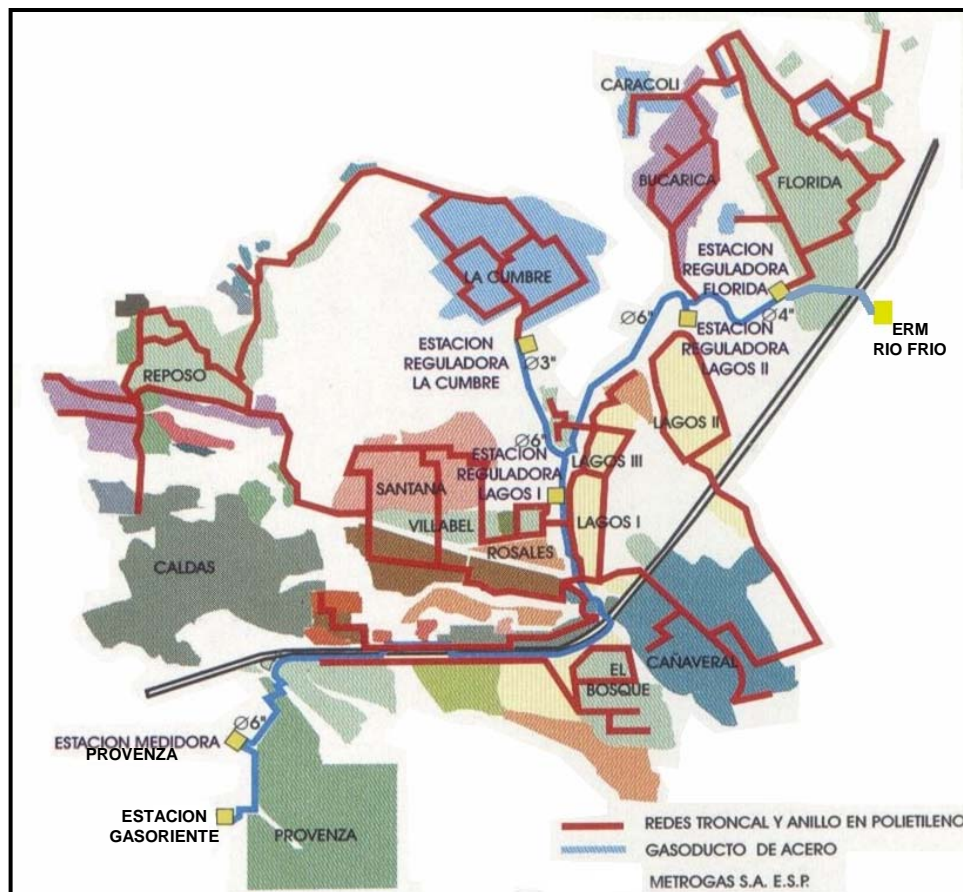 CARACOLI
BUCARICA
FLORIDA
ESTACION
REGULADORA
FLORIDA
LA CUMBRE
Ø6"
Ø4"
ERM
RIO FRIO
ESTACION
REGULADORA
LAGOS II
ESTACION
REGULADORA
LA CUMBRE
Ø3"
REPOSO
LAGOS II
Ø6"
ESTACION
REGULADORA
LAGOS I
LAGOS III
SANTANA
VILLABEL
LAGOS I
ROSALES
CALDAS
CAÑAVERAL
EL
BOSQUE
Ø6"
ESTACION MEDIDORA
PROVENZA
ESTACION
GASORIENTE
PROVENZA
REDES TRONCAL Y ANILLO EN POLIETILENO
GASODUCTO DE ACERO
METROGAS S.A. E.S.P.